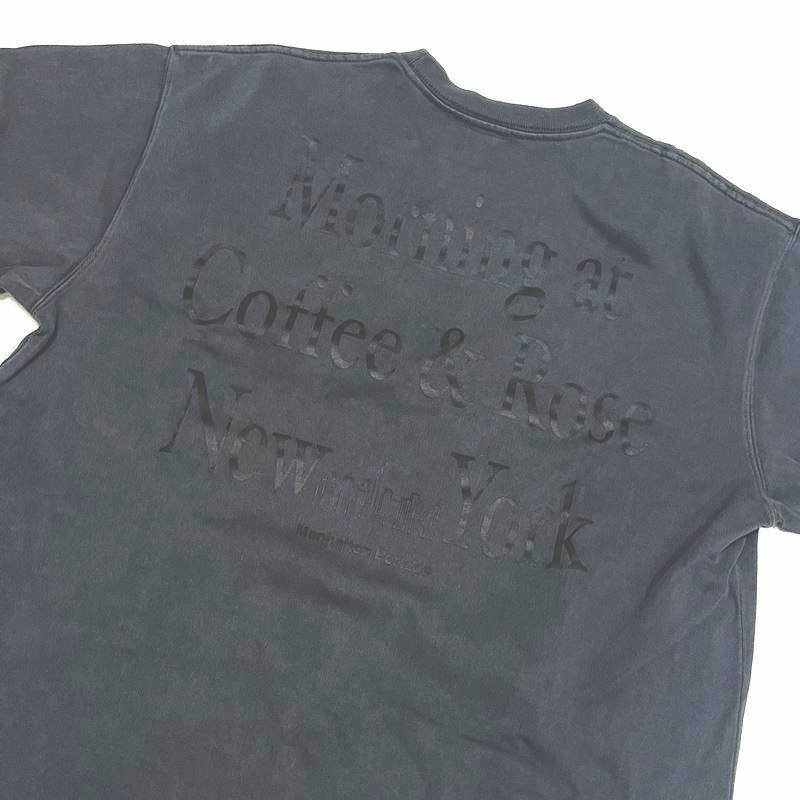 Morning at
Coffee & Rose
New York